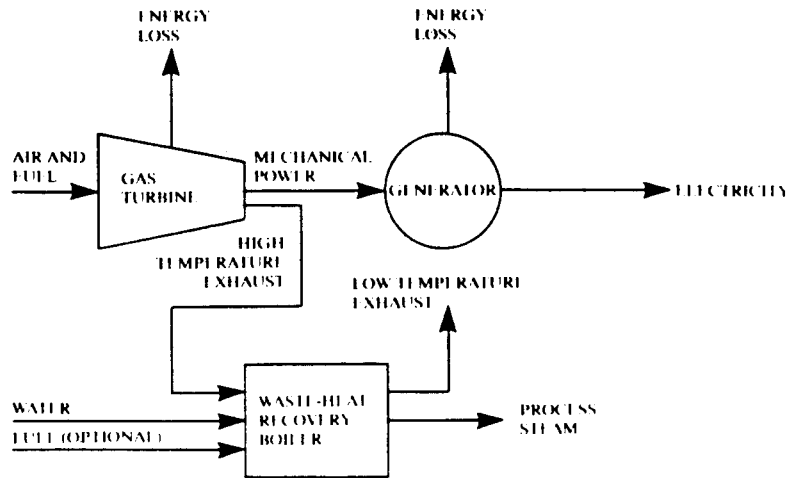 ENERGY
LOSS
ENERGY
LOSS
AIR AND
FUEL
GAS
TURBINE
MECHANICAL
POWER
GENERATOR
ELECTRICITY
HIGH
TEMPERATURE
EXHAUST
LOW TEMPERATURE
EXHAUST
WATER
FUEL (OPTIONAL)
WASTE-HEAT
RECOVERY
BOILER
PROCESS
STEAM